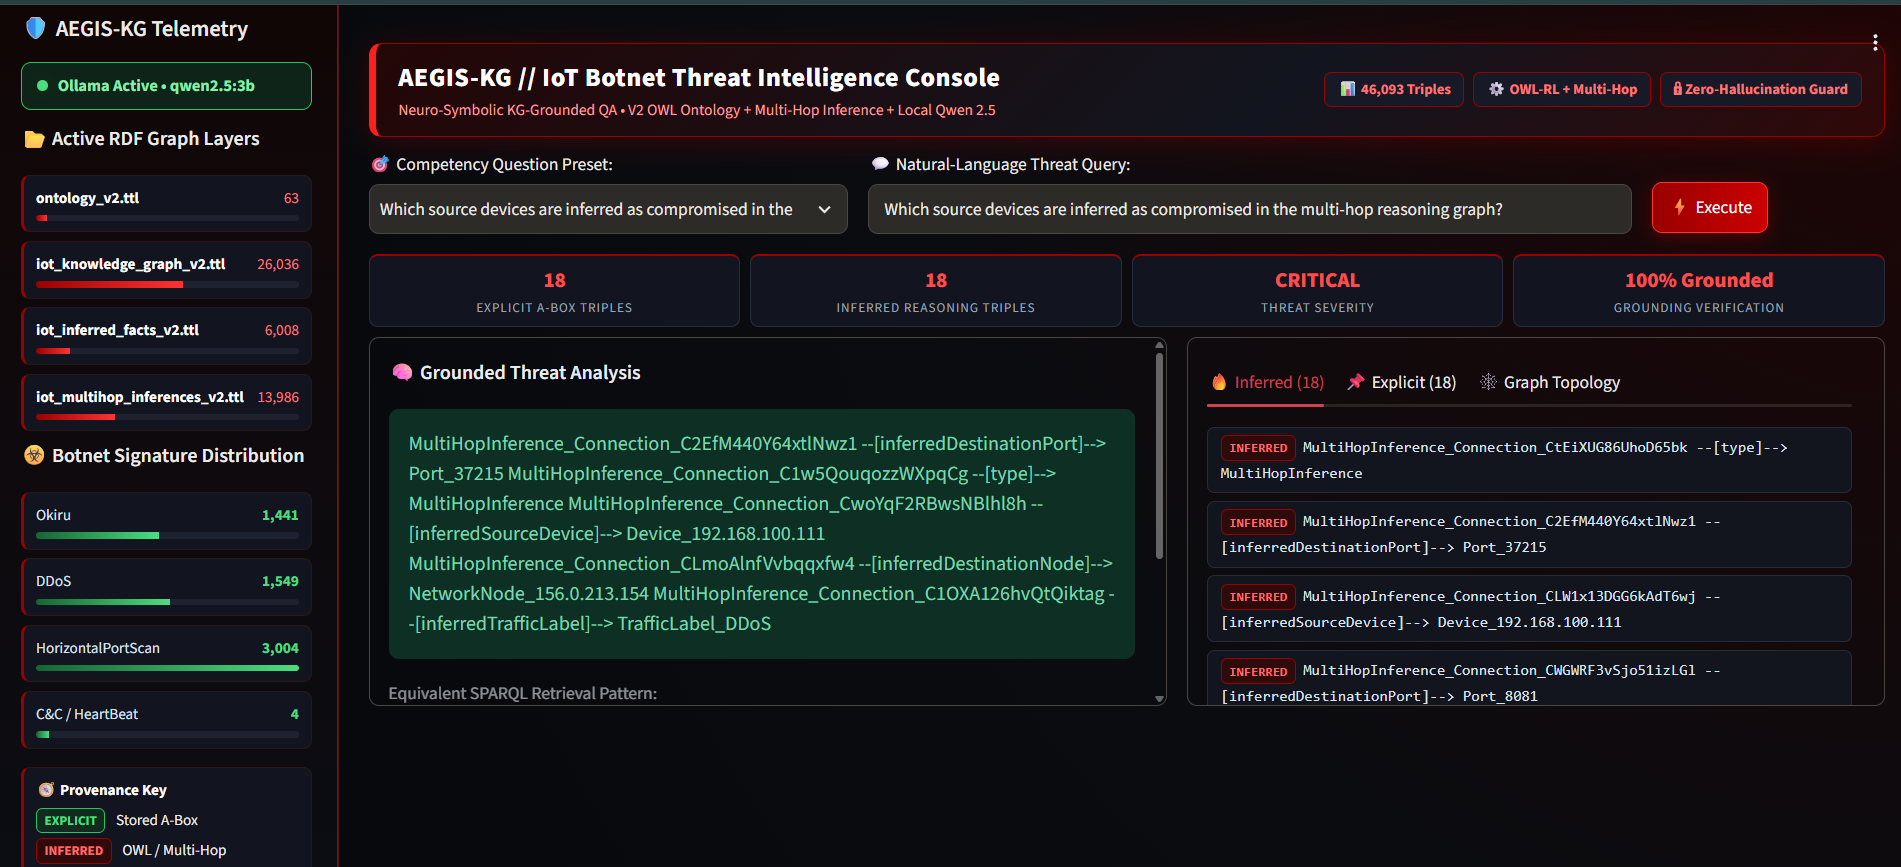 AEGIS-KG Telemetry
Ollama Active • qwen2.5:3b
Active RDF Graph Layers
ontology_v2.ttl 63
iot_knowledge_graph_v2.ttl 26,036
iot_inferred_facts_v2.ttl 6,008
iot_multihop_inferences_v2.ttl 13,986
Botnet Signature Distribution
Okiru 1,441
DDoS 1,549
HorizontalPortScan 3,004
C&C / HeartBeat 4
Provenance Key
EXPLICIT Stored A-Box
INFERRED OWL / Multi-Hop
AEGIS-KG // IoT Botnet Threat Intelligence Console
Neuro-Symbolic KG-Grounded QA • V2 OWL Ontology + Multi-Hop Inference + Local Qwen 2.5
46,093 Triples
OWL-RL + Multi-Hop
Zero-Hallucination Guard
Competency Question Preset:
Which source devices are inferred as compromised in the
Natural-Language Threat Query:
Which source devices are inferred as compromised in the multi-hop reasoning graph?
Execute
18
EXPLICIT A-BOX TRIPLES
18
INFERRED REASONING TRIPLES
CRITICAL
THREAT SEVERITY
100% Grounded
GROUNDING VERIFICATION
Grounded Threat Analysis
MultiHopInference_Connection_C2EfM440Y64xtlNwz1 --[inferredDestinationPort]-->
Port_37215 MultiHopInference_Connection_C1w5QouqozzWXpqCg --[type]-->
MultiHopInference MultiHopInference_Connection_CwoYqF2RBwsNBlhl8h --
[inferredSourceDevice]--> Device_192.168.100.111
MultiHopInference_Connection_CLmoAlnfVvbqqxfw4 --[inferredDestinationNode]-->
NetworkNode_156.0.213.154 MultiHopInference_Connection_C1OXA126hvQtQiktag -
-[inferredTrafficLabel]--> TrafficLabel_DDoS
Equivalent SPARQL Retrieval Pattern:
Inferred (18) Explicit (18) Graph Topology
INFERRED MultiHopInference_Connection_CtEiXUG86UhoD65bk --[type]-->
MultiHopInference
INFERRED MultiHopInference_Connection_C2EfM440Y64xtlNwz1 --
[inferredDestinationPort]--> Port_37215
INFERRED MultiHopInference_Connection_CLW1x13DGG6kAdT6wj --
[inferredSourceDevice]--> Device_192.168.100.111
INFERRED MultiHopInference_Connection_CWGWRF3vSjo51izLGl --
[inferredDestinationPort]--> Port_8081